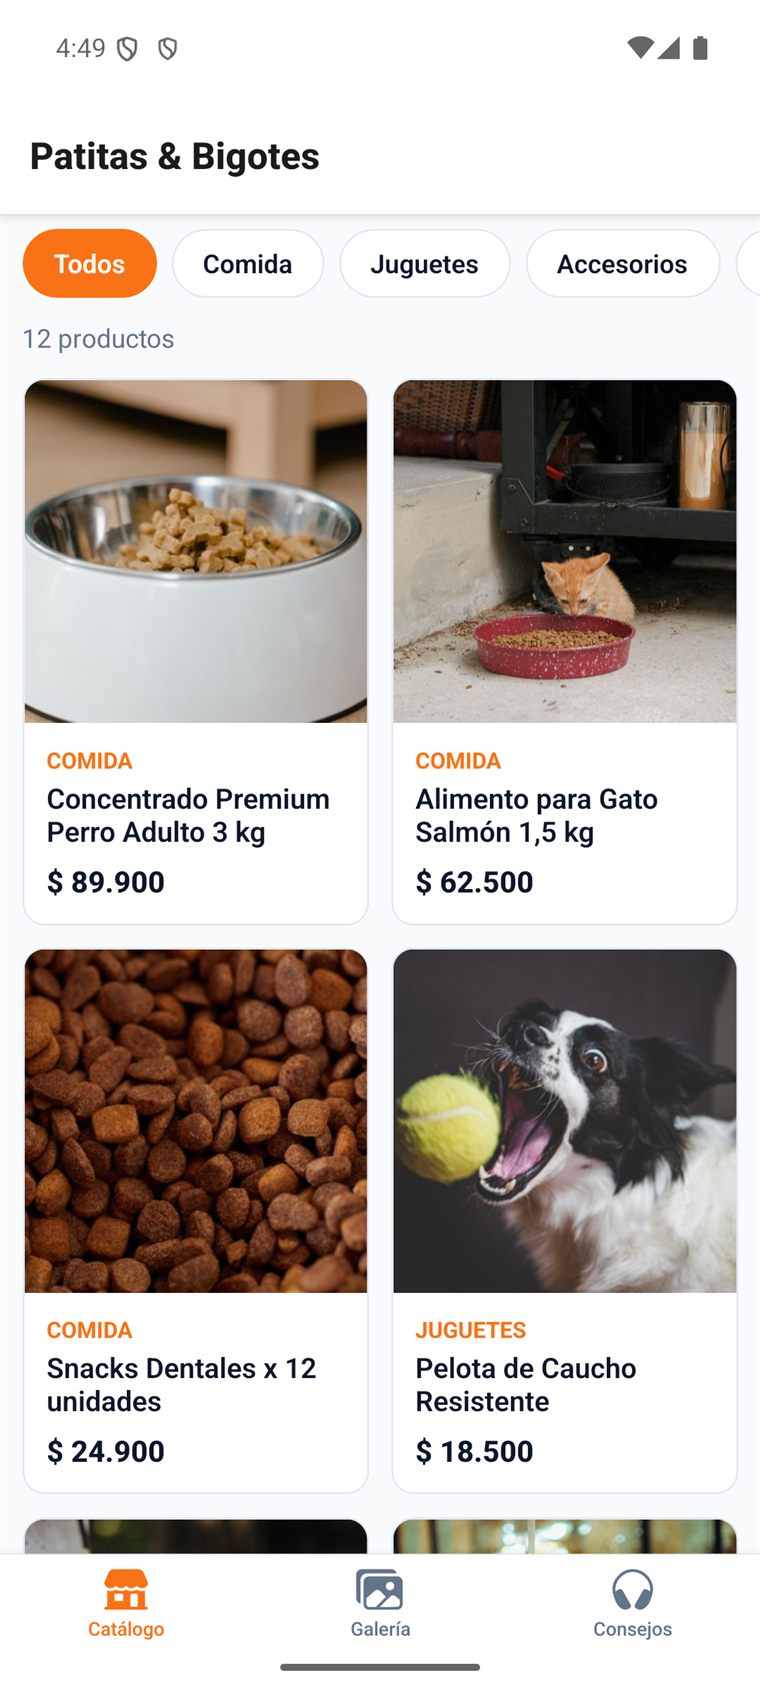 4:49
Patitas & Bigotes
Todos
Comida
Juguetes
Accesorios
12 productos
COMIDA
Concentrado Premium
Perro Adulto 3 kg
$ 89.900
COMIDA
Alimento para Gato
Salmón 1,5 kg
$ 62.500
COMIDA
Snacks Dentales x 12
unidades
$ 24.900
JUGUETES
Pelota de Caucho
Resistente
$ 18.500
Catálogo
Galería
Consejos